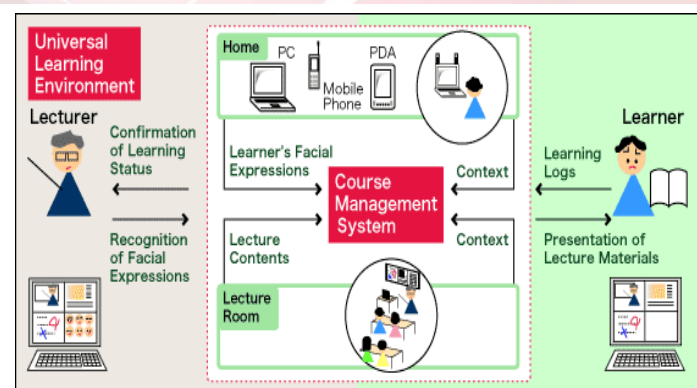 Universal
Learning
Environment
Lecturer
Confirmation
of Learning
Status
Recognition
of Facial
Expressions
Home
PC
PDA
Mobile
Phone
Learner's Facial
Expressions
Context
Course
Management
System
Lecture
Contents
Context
Lecture
Room
Learner
Learning
Logs
Presentation of
Lecture Materials